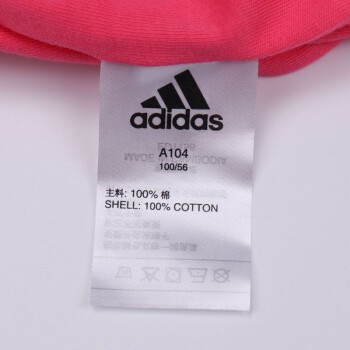 adidas
A104
100/56
主料: 100% 棉
SHELL: 100% COTTON